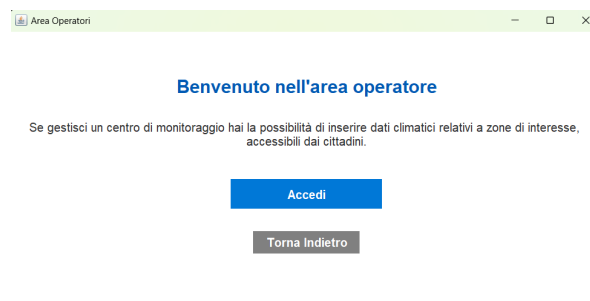 Area Operatori
Benvenuto nell'area operatore
Se gestisci un centro di monitoraggio hai la possibilità di inserire dati climatici relativi a zone di interesse,
accessibili dai cittadini.
Accedi
Torna Indietro